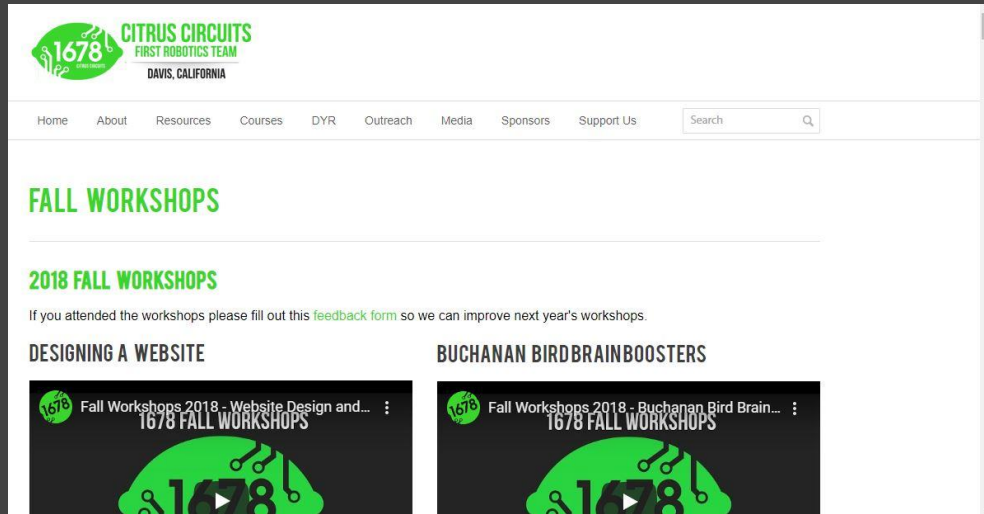 1678
CITRUS CIRCUITS
CITRUS CIRCUITS
FIRST ROBOTICS TEAM
DAVIS, CALIFORNIA
Home About Resources Courses DYR Outreach Media Sponsors Support Us Search
FALL WORKSHOPS
2018 FALL WORKSHOPS
If you attended the workshops please fill out this feedback form so we can improve next year's workshops.
DESIGNING A WEBSITE
BUCHANAN BIRDBRAINBOOSTERS
1678 Fall Workshops 2018 - Website Design and...
1678 FALL WORKSHOPS
1678
1678 Fall Workshops 2018 - Buchanan Bird Brain...
1678 FALL WORKSHOPS
1678